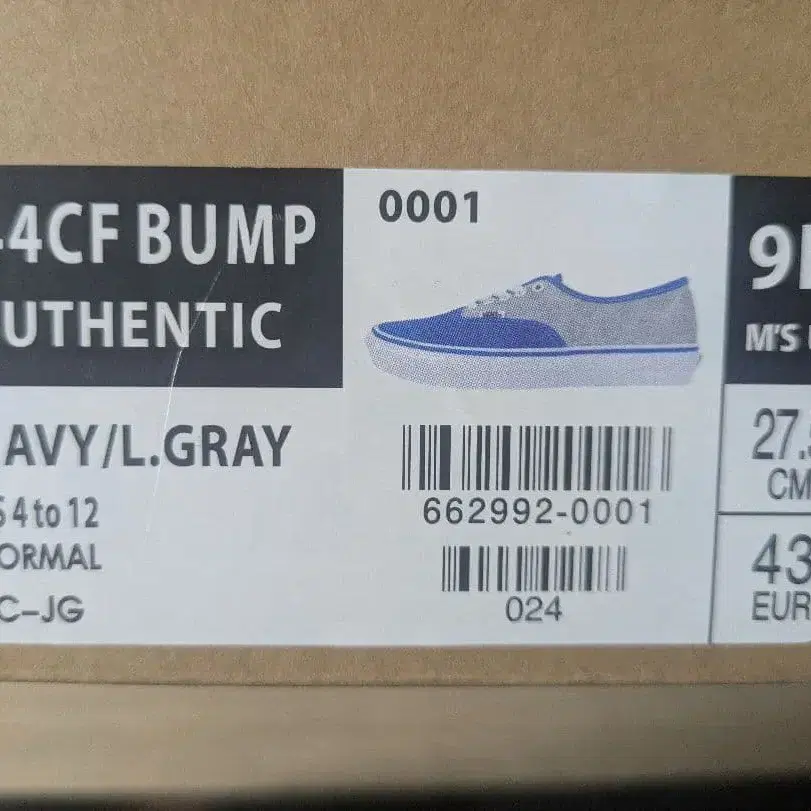 4CF BUMP
UTHENTIC
AVY/L.GRAY
4 to 12
ORMAL
C-JG
0001
662992-0001
024
9
M'S
27.5
CM
43
EUR